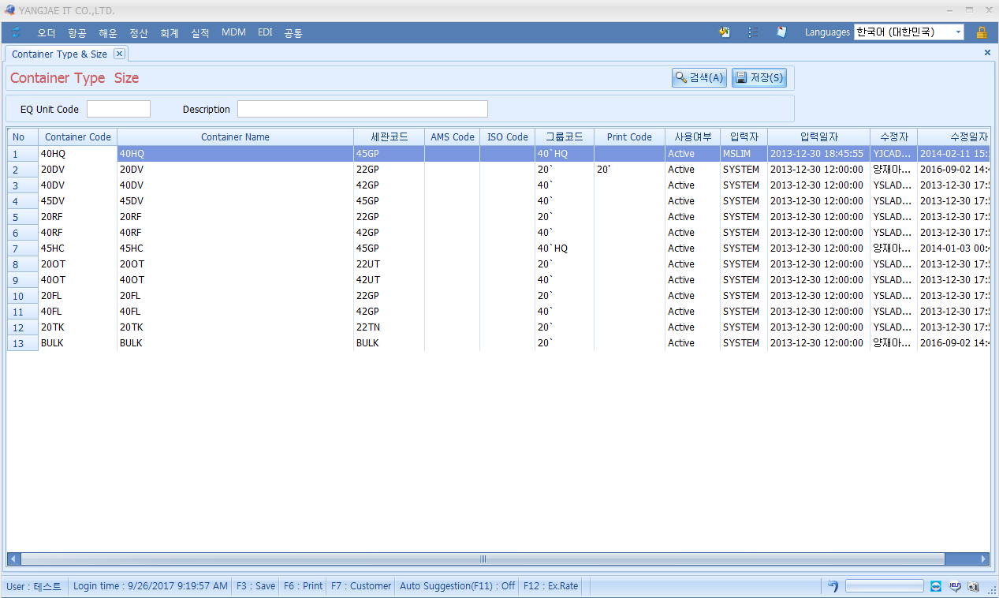 YANGJAE IT CO.,LTD.
오더 항공 해운 정산 회계 실적 MDM EDI 공통 Languages 한국어 (대한민국)
Container Type & Size
Container Type Size 검색(A) 저장(S)
EQ Unit Code Description
No Container Code Container Name 세관코드 AMS Code ISO Code 그룹코드 Print Code 사용여부 입력자 입력일자 수정자 수정일자
1 40HQ 40HQ 45GP 40`HQ Active MSLIM 2013-12-30 18:45:55 YJCAD... 2014-02-11 15:
2 20DV 20DV 22GP 20` 20' Active SYSTEM 2013-12-30 12:00:00 양재아... 2016-09-02 14:
3 40DV 40DV 42GP 40` Active SYSTEM 2013-12-30 12:00:00 YSLAD... 2013-12-30 17:
4 45DV 45DV 45GP 40` Active SYSTEM 2013-12-30 12:00:00 YSLAD... 2013-12-30 17:
5 20RF 20RF 22GP 20` Active SYSTEM 2013-12-30 12:00:00 YSLAD... 2013-12-30 17:
6 40RF 40RF 42GP 40` Active SYSTEM 2013-12-30 12:00:00 YSLAD... 2013-12-30 17:
7 45HC 45HC 45GP 40`HQ Active SYSTEM 2013-12-30 12:00:00 양재아... 2014-01-03 00:
8 20OT 20OT 22UT 20` Active SYSTEM 2013-12-30 12:00:00 YSLAD... 2013-12-30 17:
9 40OT 40OT 42UT 40` Active SYSTEM 2013-12-30 12:00:00 YSLAD... 2013-12-30 17:
10 20FL 20FL 22GP 20` Active SYSTEM 2013-12-30 12:00:00 YSLAD... 2013-12-30 17:
11 40FL 40FL 42GP 40` Active SYSTEM 2013-12-30 12:00:00 YSLAD... 2013-12-30 17:
12 20TK 20TK 22TN 20` Active SYSTEM 2013-12-30 12:00:00 YSLAD... 2013-12-30 17:
13 BULK BULK BULK 20` Active SYSTEM 2013-12-30 12:00:00 양재아... 2016-09-02 14:
User : 테스트 Login time : 9/26/2017 9:19:57 AM F3 : Save F6 : Print F7 : Customer Auto Suggestion(F11) : Off F12 : Ex.Rate HELP